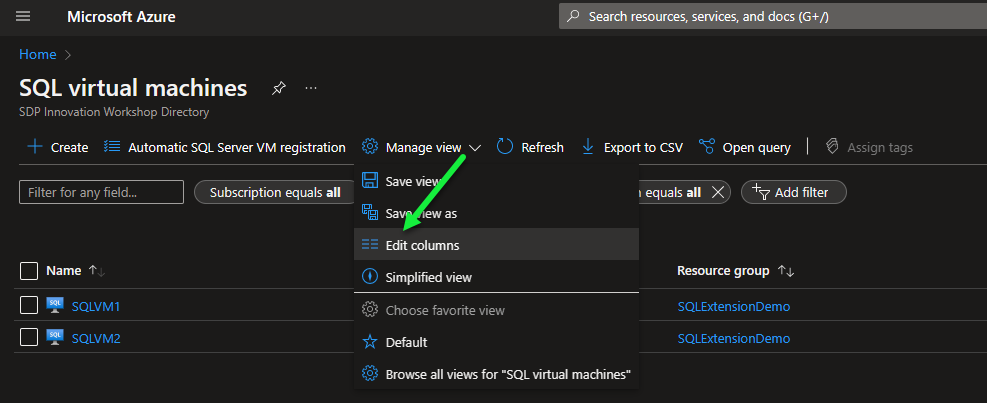 Microsoft Azure
Search resources, services, and docs (G+/)
Home
SQL virtual machines
SDP Innovation Workshop Directory
Create
Automatic SQL Server VM registration
Manage view
Refresh
Export to CSV
Open query
Assign tags
Filter for any field...
Subscription equals all
equals all
Add filter
Save view
Save view as
Edit columns
Simplified view
Choose favorite view
Default
Browse all views for "SQL virtual machines"
Name
Resource group
SQL
SQLVM1
SQLExtensionDemo
SQL
SQLVM2
SQLExtensionDemo